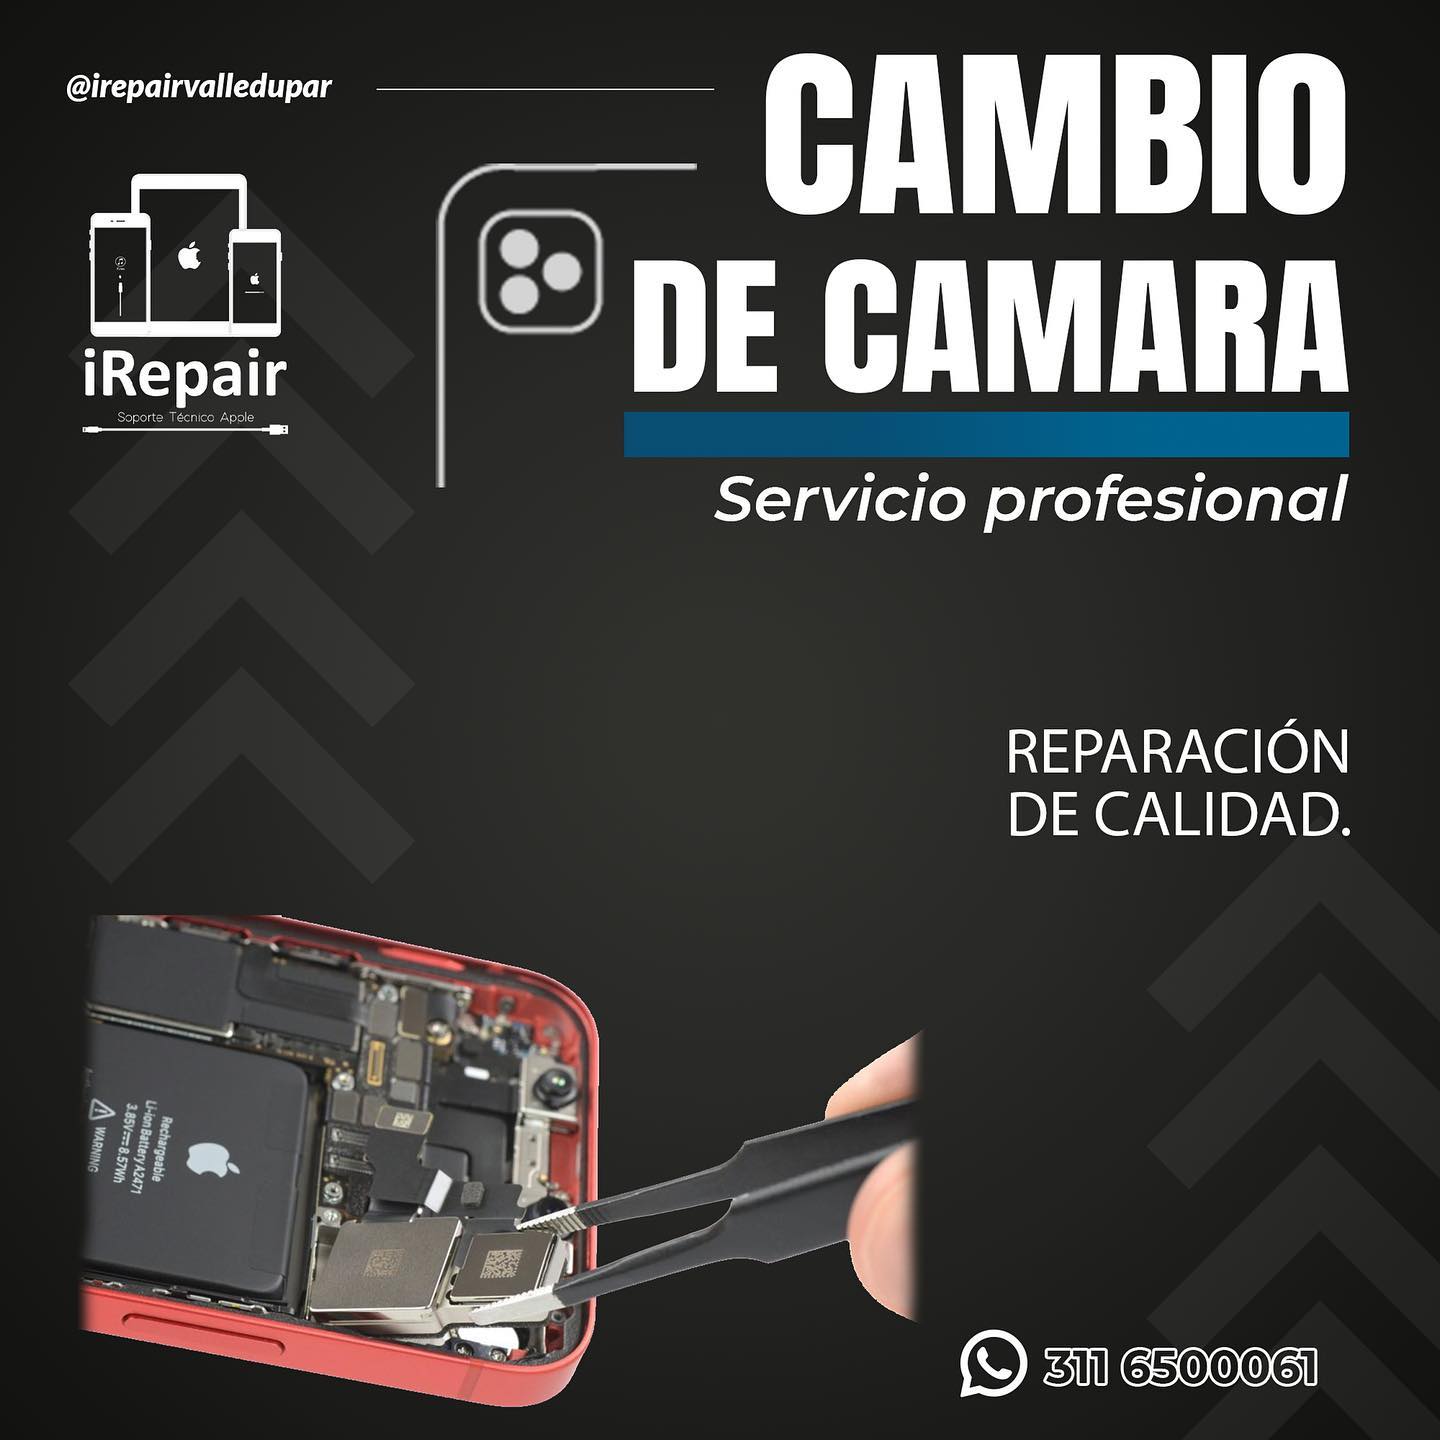 @irepairvalledupar
CAMBIO
DE CAMARA
iRepair
Soporte Técnico Apple
Servicio profesional
REPARACIÓN
DE CALIDAD.
Rechargeable
Li-ion Battery A2471
3.85V⎓8.57Wh
WARNING
311 6500061